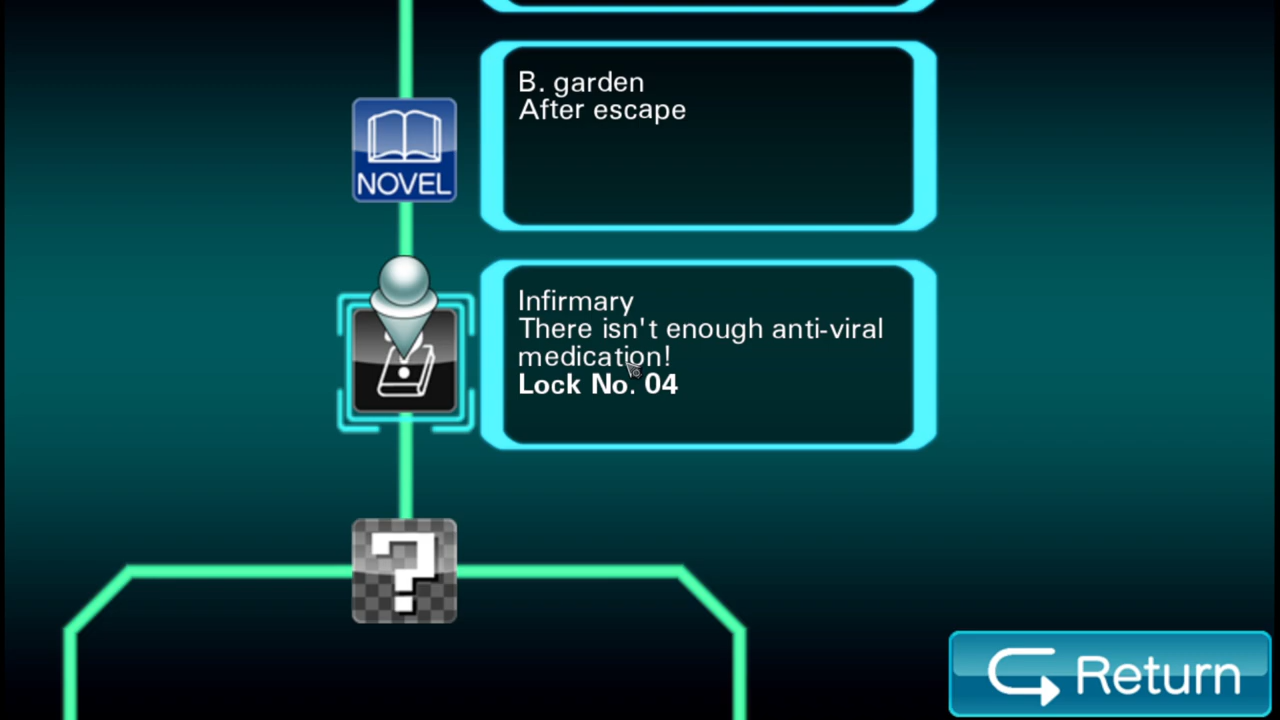 B. garden
After escape
NOVEL
Infirmary
There isn't enough anti-viral
medication!
Lock No. 04
?
Return